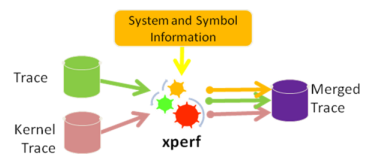 System and Symbol
Information
Trace
Merged
Trace
Kernel
Trace
xperf